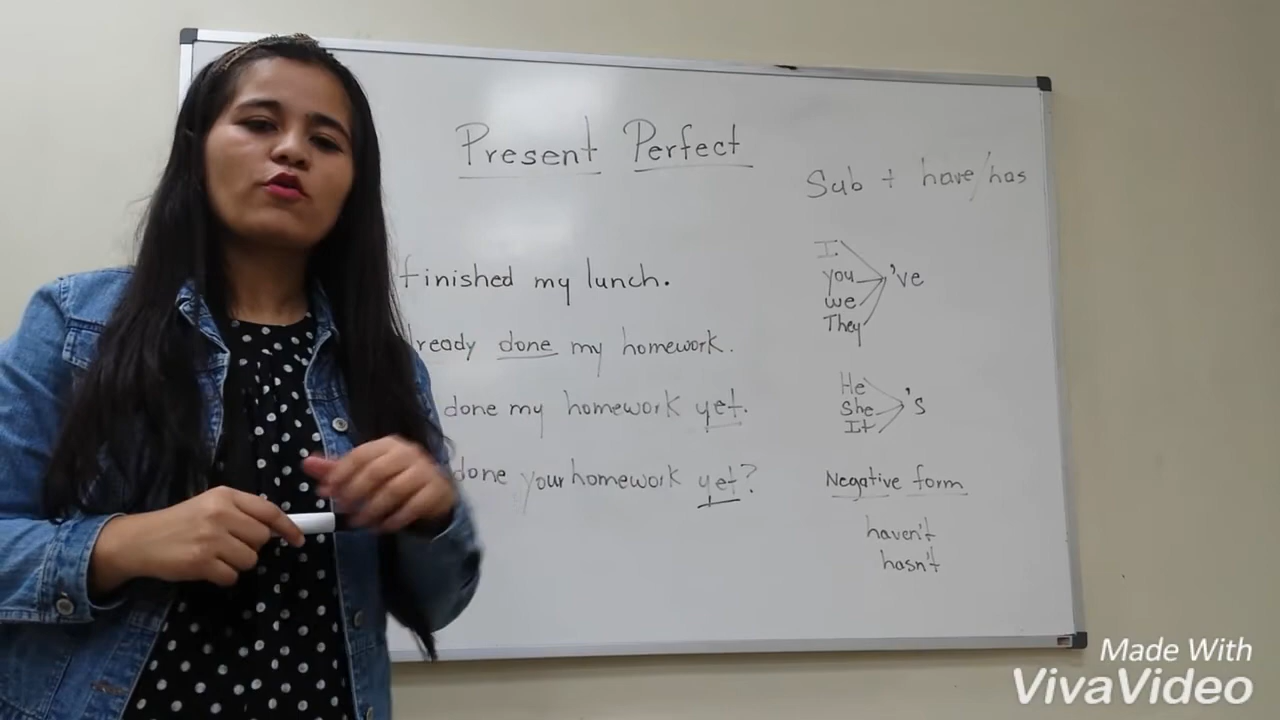 Present Perfect
finished my lunch.
lready done my homework.
done my homework yet.
done your homework yet?
Sub + have/has
I
you
we
They
've
He
She
It
's
Negative form
haven't
hasn't
Made With
VivaVideo